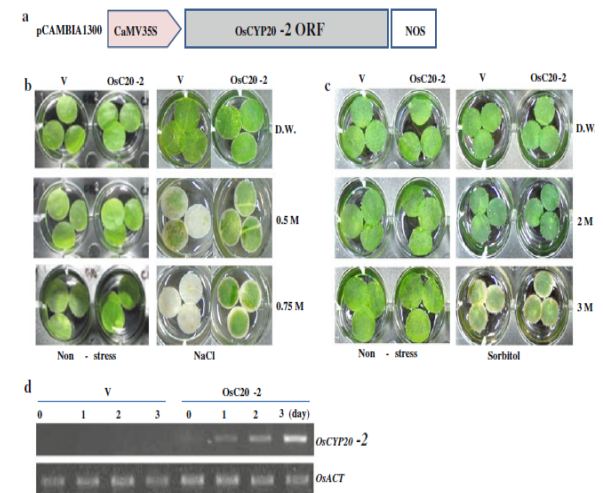 a
pCAMBIA1300 CaMV35S OsCYP20 -2 ORF NOS
b
V OsC20 -2 V OsC20 -2
D.W.
0.5 M
0.75 M
Non - stress NaCl
c
V OsC20 -2 V OsC20 -2
D.W.
2 M
3 M
Non - stress Sorbitol
d
V OsC20 -2
0 1 2 3 0 1 2 3 (day)
OsCYP20 -2
OsACT